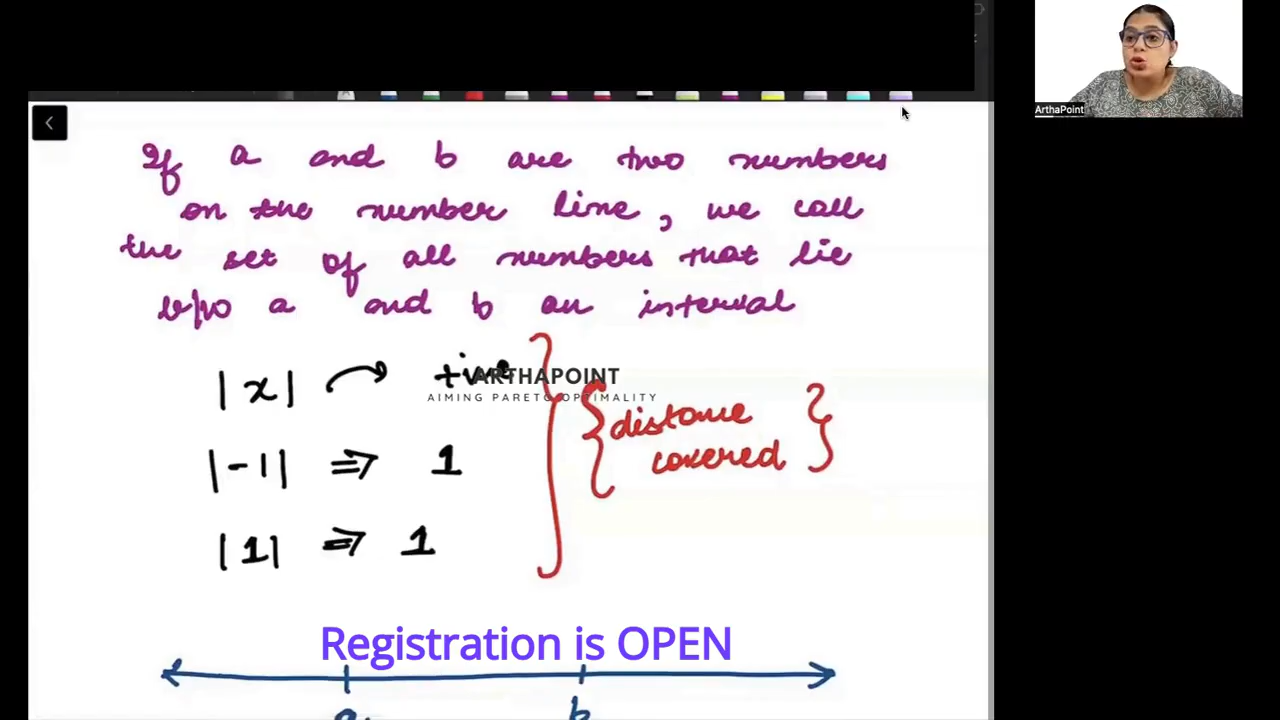 ArthaPoint
If a and b are two numbers
on the number line, we call
the set of all numbers that lie
b/w a and b an interval
|x| +ive
ARTHAPOINT
AIMING PARETO OPTIMALITY
distance
covered
|-1| ⇒ 1
|1| ⇒ 1
Registration is OPEN
a b